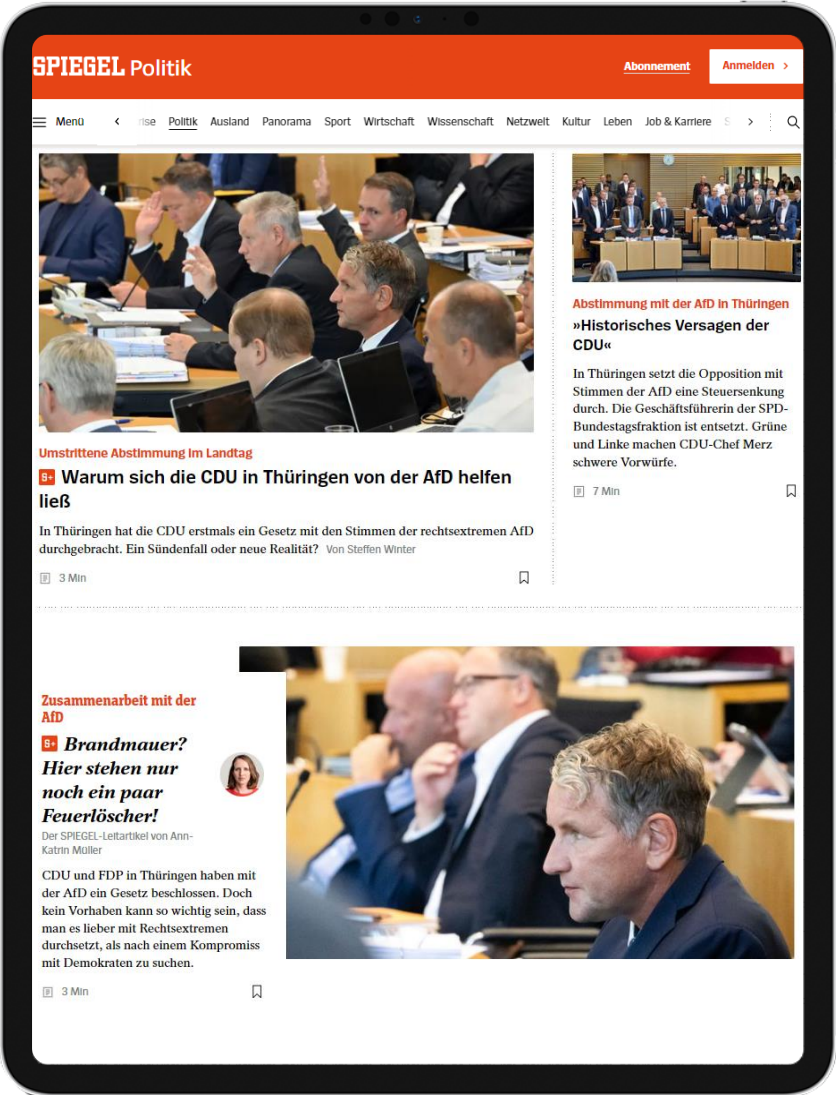 SPIEGEL Politik
Abonnement
Anmelden >
Menü
Politik Ausland Panorama Sport Wirtschaft Wissenschaft Netzwelt Kultur Leben Job & Karriere
Umstrittene Abstimmung im Landtag
S+ Warum sich die CDU in Thüringen von der AfD helfen
ließ
In Thüringen hat die CDU erstmals ein Gesetz mit den Stimmen der rechtsextremen AfD
durchgebracht. Ein Sündenfall oder neue Realität? Von Steffen Winter
3 Min
Abstimmung mit der AfD in Thüringen
»Historisches Versagen der
CDU«
In Thüringen setzt die Opposition mit
Stimmen der AfD eine Steuersenkung
durch. Die Geschäftsführerin der SPD-
Bundestagsfraktion ist entsetzt. Grüne
und Linke machen CDU-Chef Merz
schwere Vorwürfe.
7 Min
Zusammenarbeit mit der
AfD
S+ Brandmauer?
Hier stehen nur
noch ein paar
Feuerlöscher!
Der SPIEGEL-Leitartikel von Ann-
Katrin Müller
CDU und FDP in Thüringen haben mit
der AfD ein Gesetz beschlossen. Doch
kein Vorhaben kann so wichtig sein, dass
man es lieber mit Rechtsextremen
durchsetzt, als nach einem Kompromiss
mit Demokraten zu suchen.
3 Min